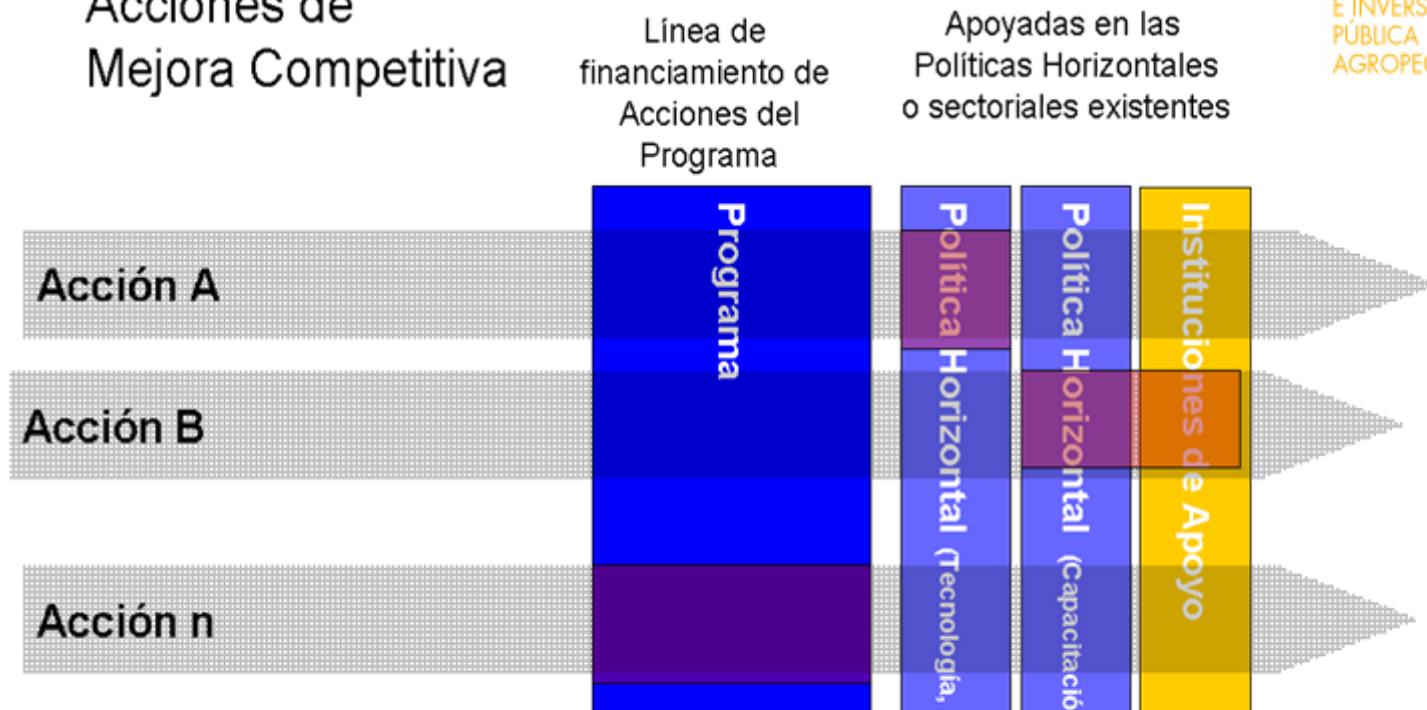 Acciones de
Mejora Competitiva
Línea de
financiamiento de
Acciones del
Programa
Apoyadas en las
Políticas Horizontales
o sectoriales existentes
E INVERS
PÚBLICA
AGROPE
Programa
Política Horizontal (Tecnología,
Política Horizontal (Capacitació
Instituciones de Apoyo
Acción A
Acción B
Acción n